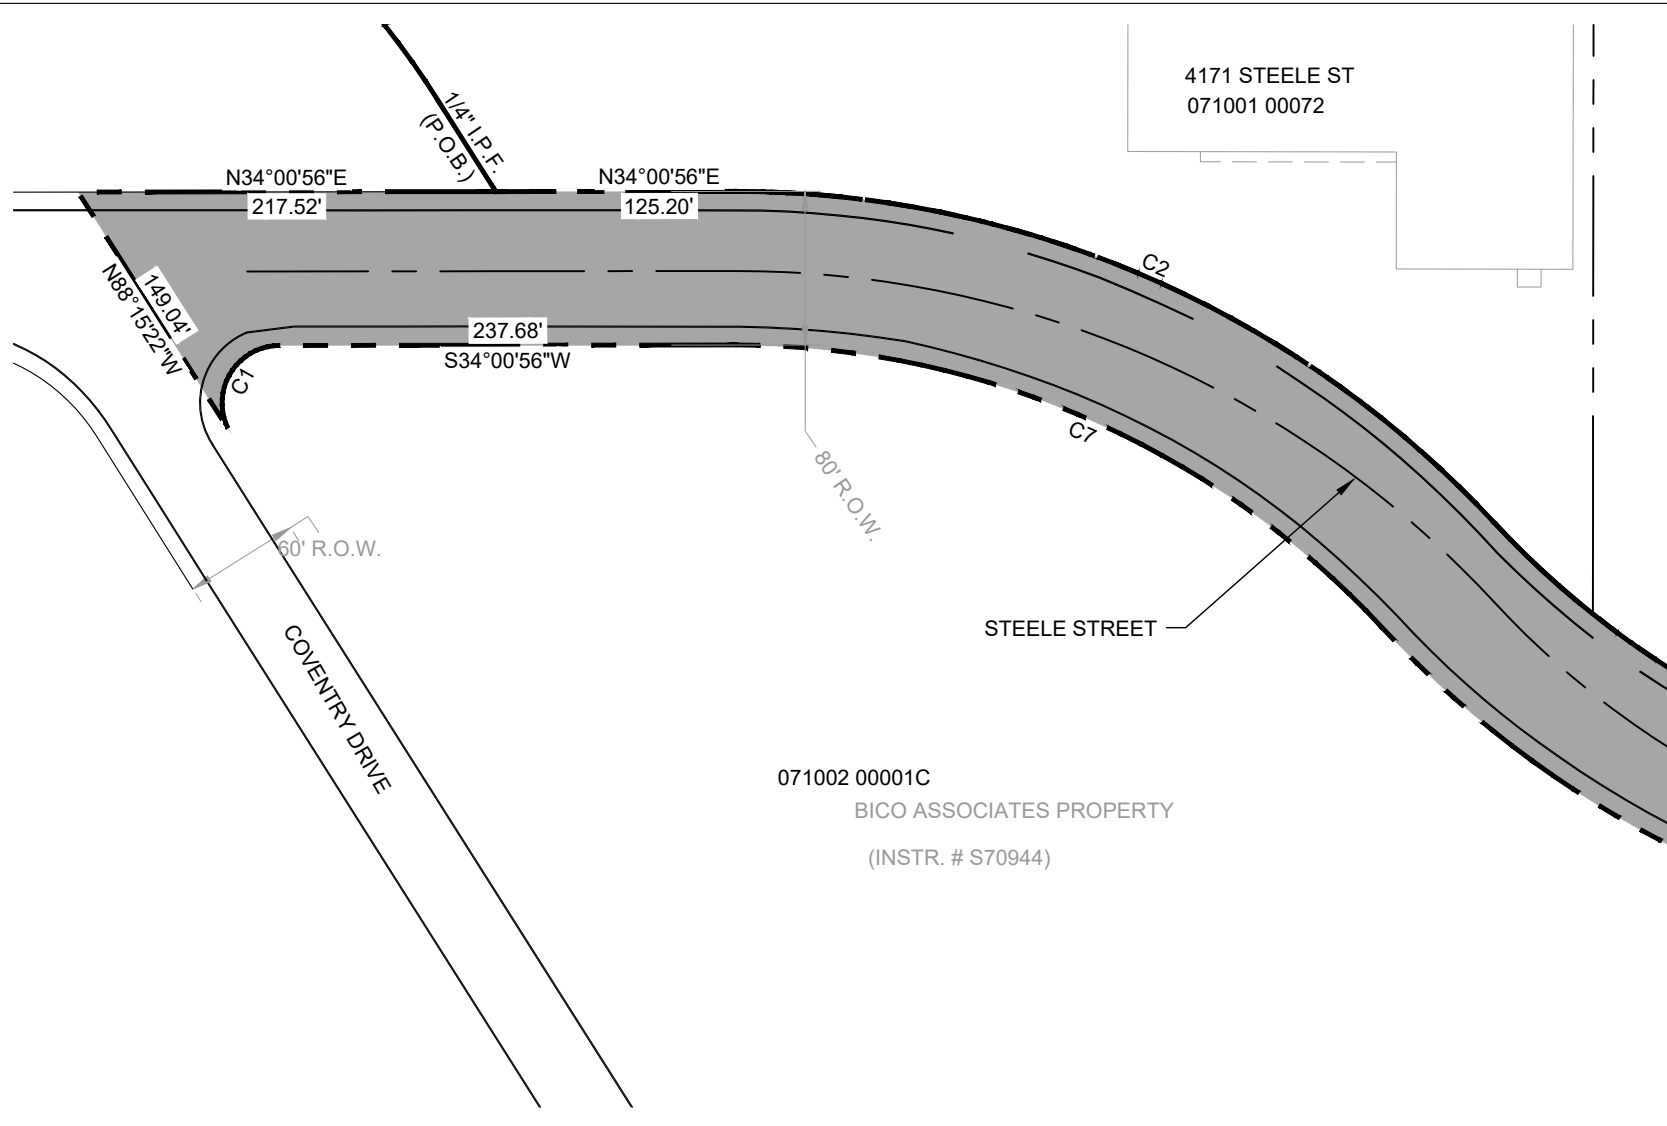 4171 STEELE ST
071001 00072
1/4" I.P.F.
(P.O.B.)
N34°00'56"E
217.52'
N34°00'56"E
125.20'
C2
149.04'
N88°15'22"W
237.68'
S34°00'56"W
C1
C7
80' R.O.W.
60' R.O.W.
STEELE STREET
COVENTRY DRIVE
071002 00001C
BICO ASSOCIATES PROPERTY
(INSTR. # S70944)